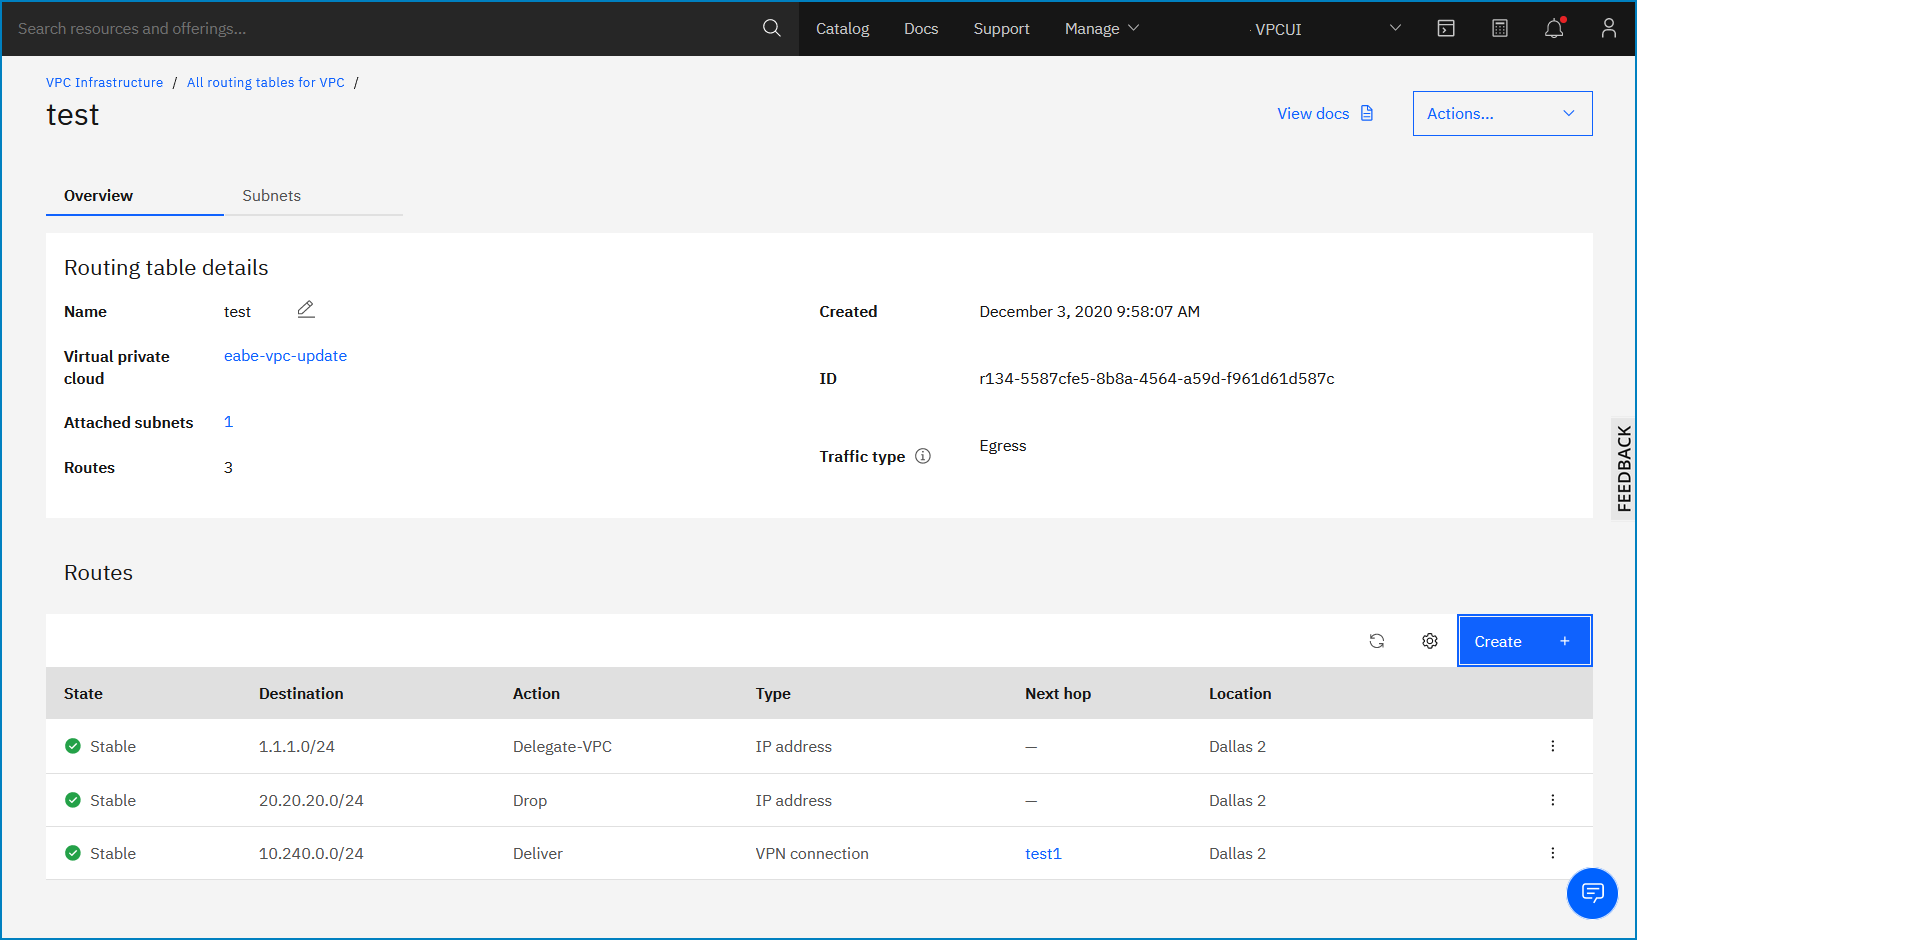 Search resources and offerings...
Catalog Docs Support Manage VPCUI
VPC Infrastructure / All routing tables for VPC /
test
View docs
Actions...
Overview Subnets
Routing table details
Name test
Virtual private cloud eabe-vpc-update
Attached subnets 1
Routes 3
Created December 3, 2020 9:58:07 AM
ID r134-5587cfe5-8b8a-4564-a59d-f961d61d587c
Traffic type Egress
FEEDBACK
Routes
Create +
State Destination Action Type Next hop Location
Stable 1.1.1.0/24 Delegate-VPC IP address — Dallas 2
Stable 20.20.20.0/24 Drop IP address — Dallas 2
Stable 10.240.0.0/24 Deliver VPN connection test1 Dallas 2